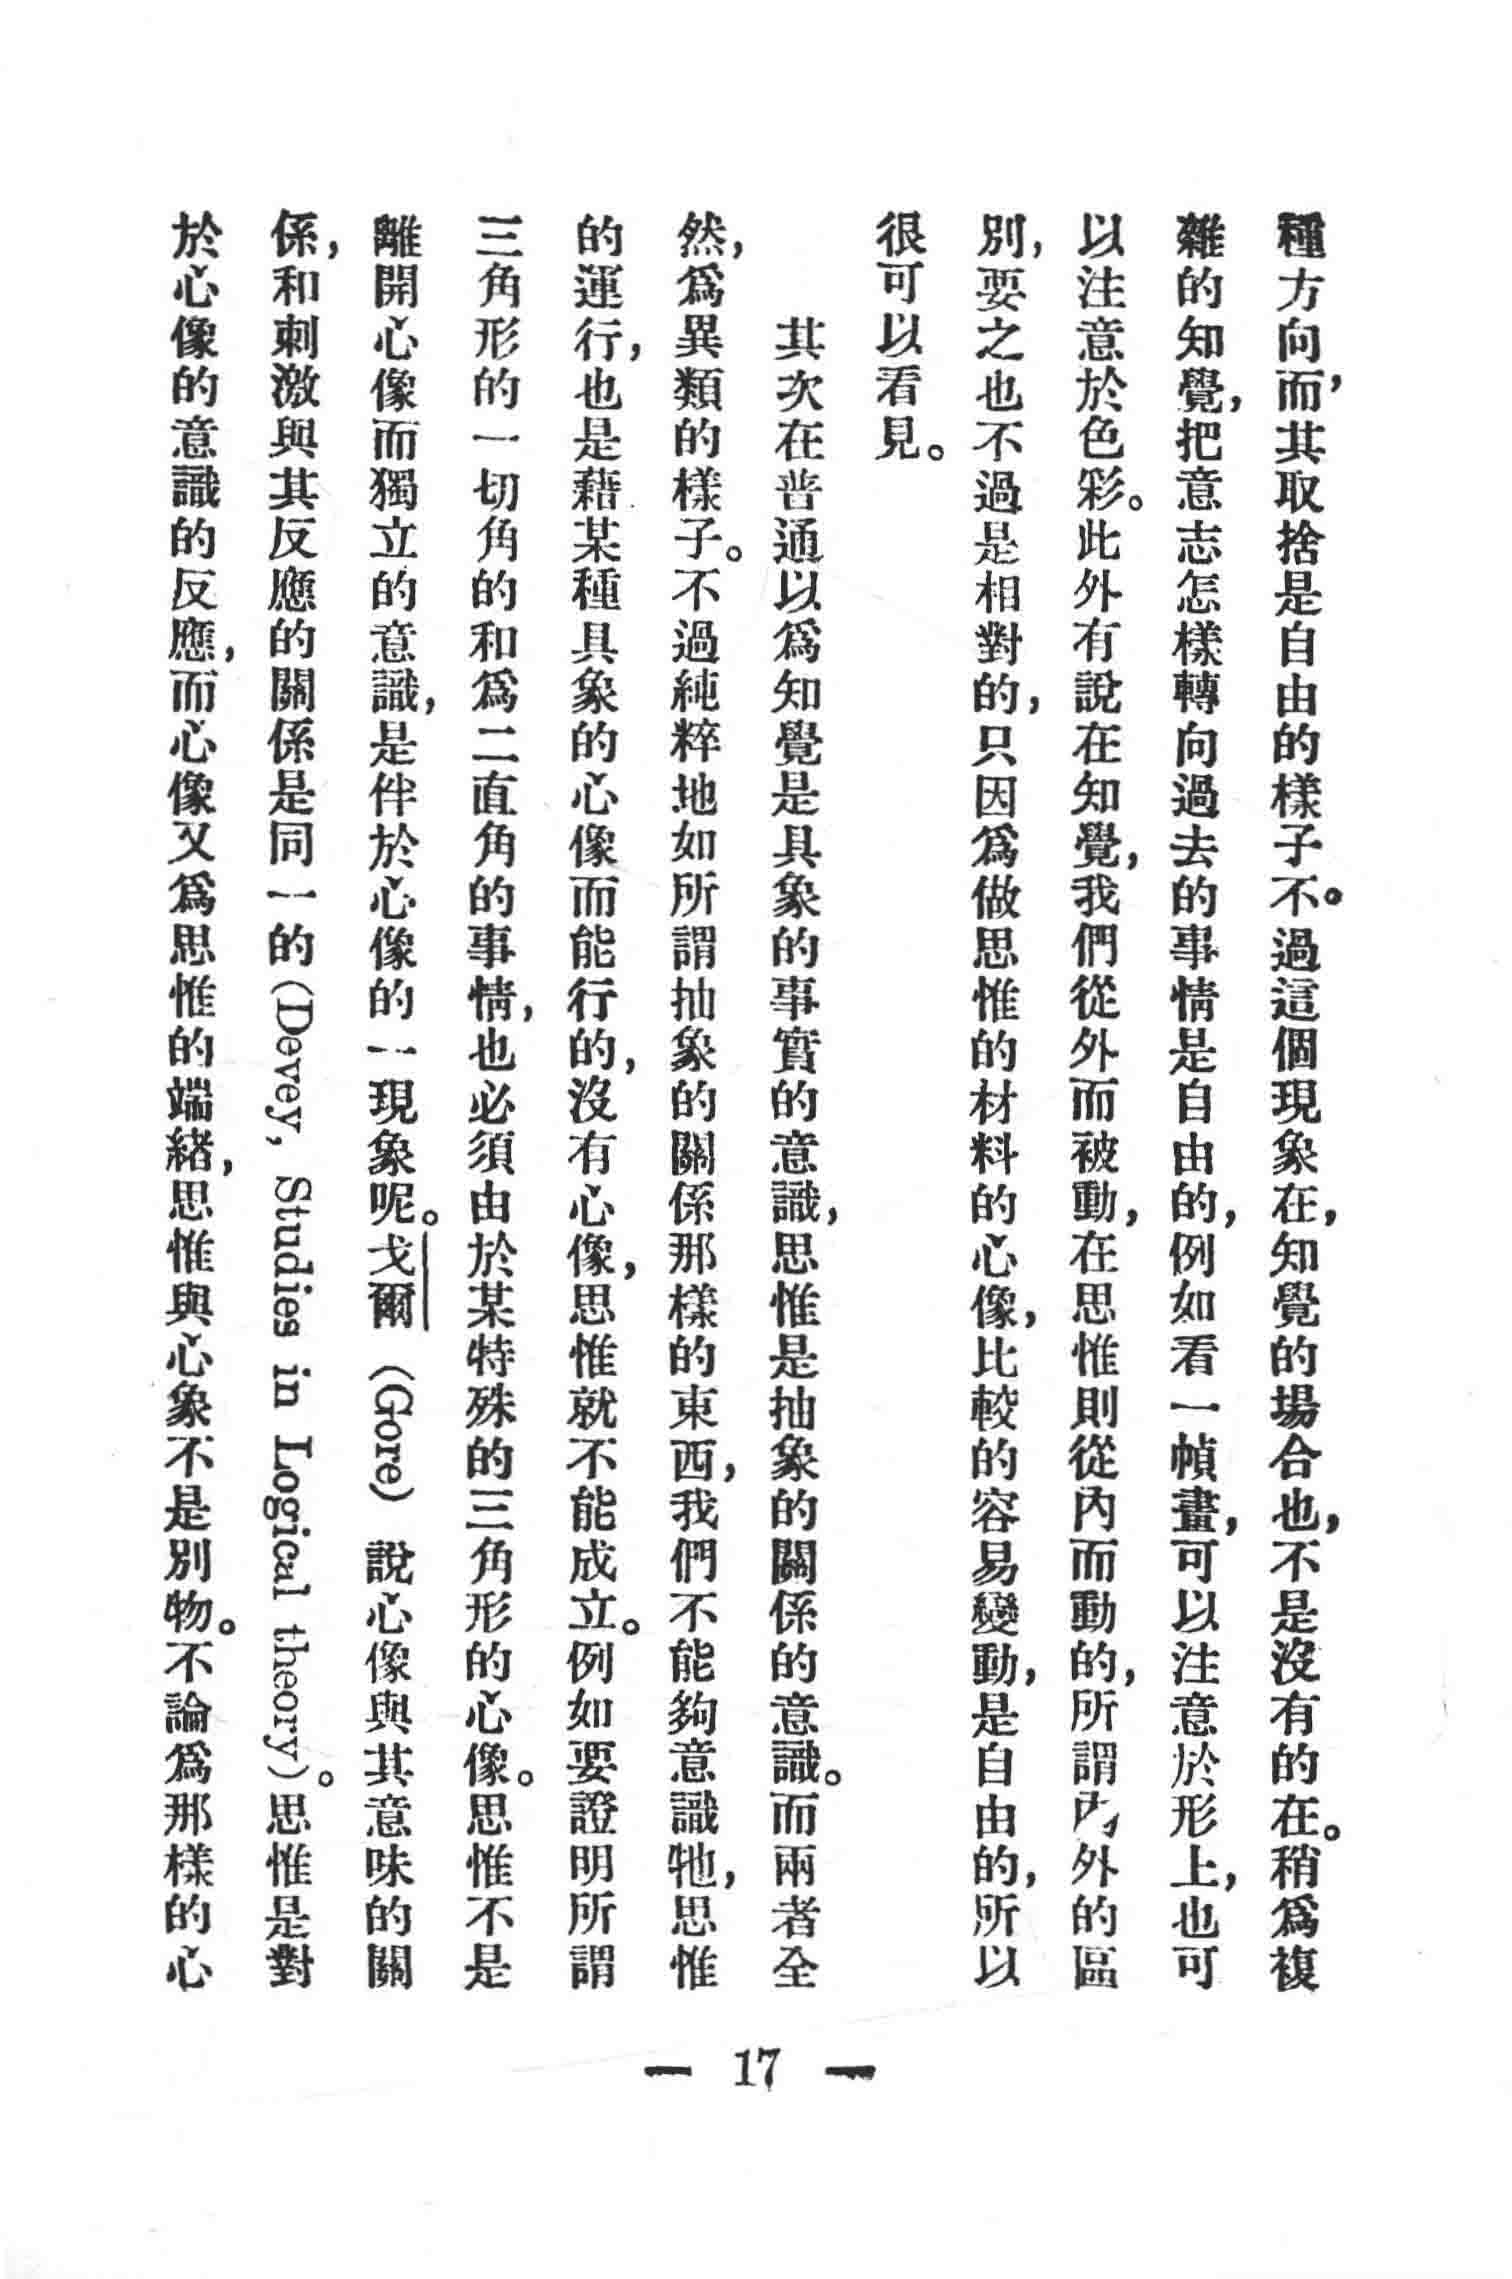 種方向而，其取捨是自由的樣子不。過這個現象在，知覺的場合也，不是沒有的在。稍爲複
雜的知覺，把意志怎樣轉向過去的事情是自由的，例如看一幀畫，可以注意於形上，也可
以注意於色彩。此外有說在知覺，我們從外而被動，在思惟則從內而動的，所謂內外的區
別，要之也不過是相對的，只因爲做思惟的材料的心像，比較的容易變動，是自由的，所以
很可以看見。
其次在普通以爲知覺是具象的事實的意識，思惟是抽象的關係的意識。而兩者全
然，爲異類的樣子。不過純粹地如所謂抽象的關係那樣的東西，我們不能夠意識牠，思惟
的運行，也是藉某種具象的心像而能行的，沒有心像，思惟就不能成立。例如要證明所謂
三角形的一切角的和爲二直角的事情，也必須由於某特殊的三角形的心像。思惟不是
離開心像而獨立的意識，是伴於心像的一現象呢。戈爾（Gore）說心像與其意味的關
係，和刺激與其反應的關係是同一的（Devey, Studies in Logical theory）。思惟是對
於心像的意識的反應，而心像又爲思惟的端緒，思惟與心象不是別物。不論爲那樣的心
— 17 —